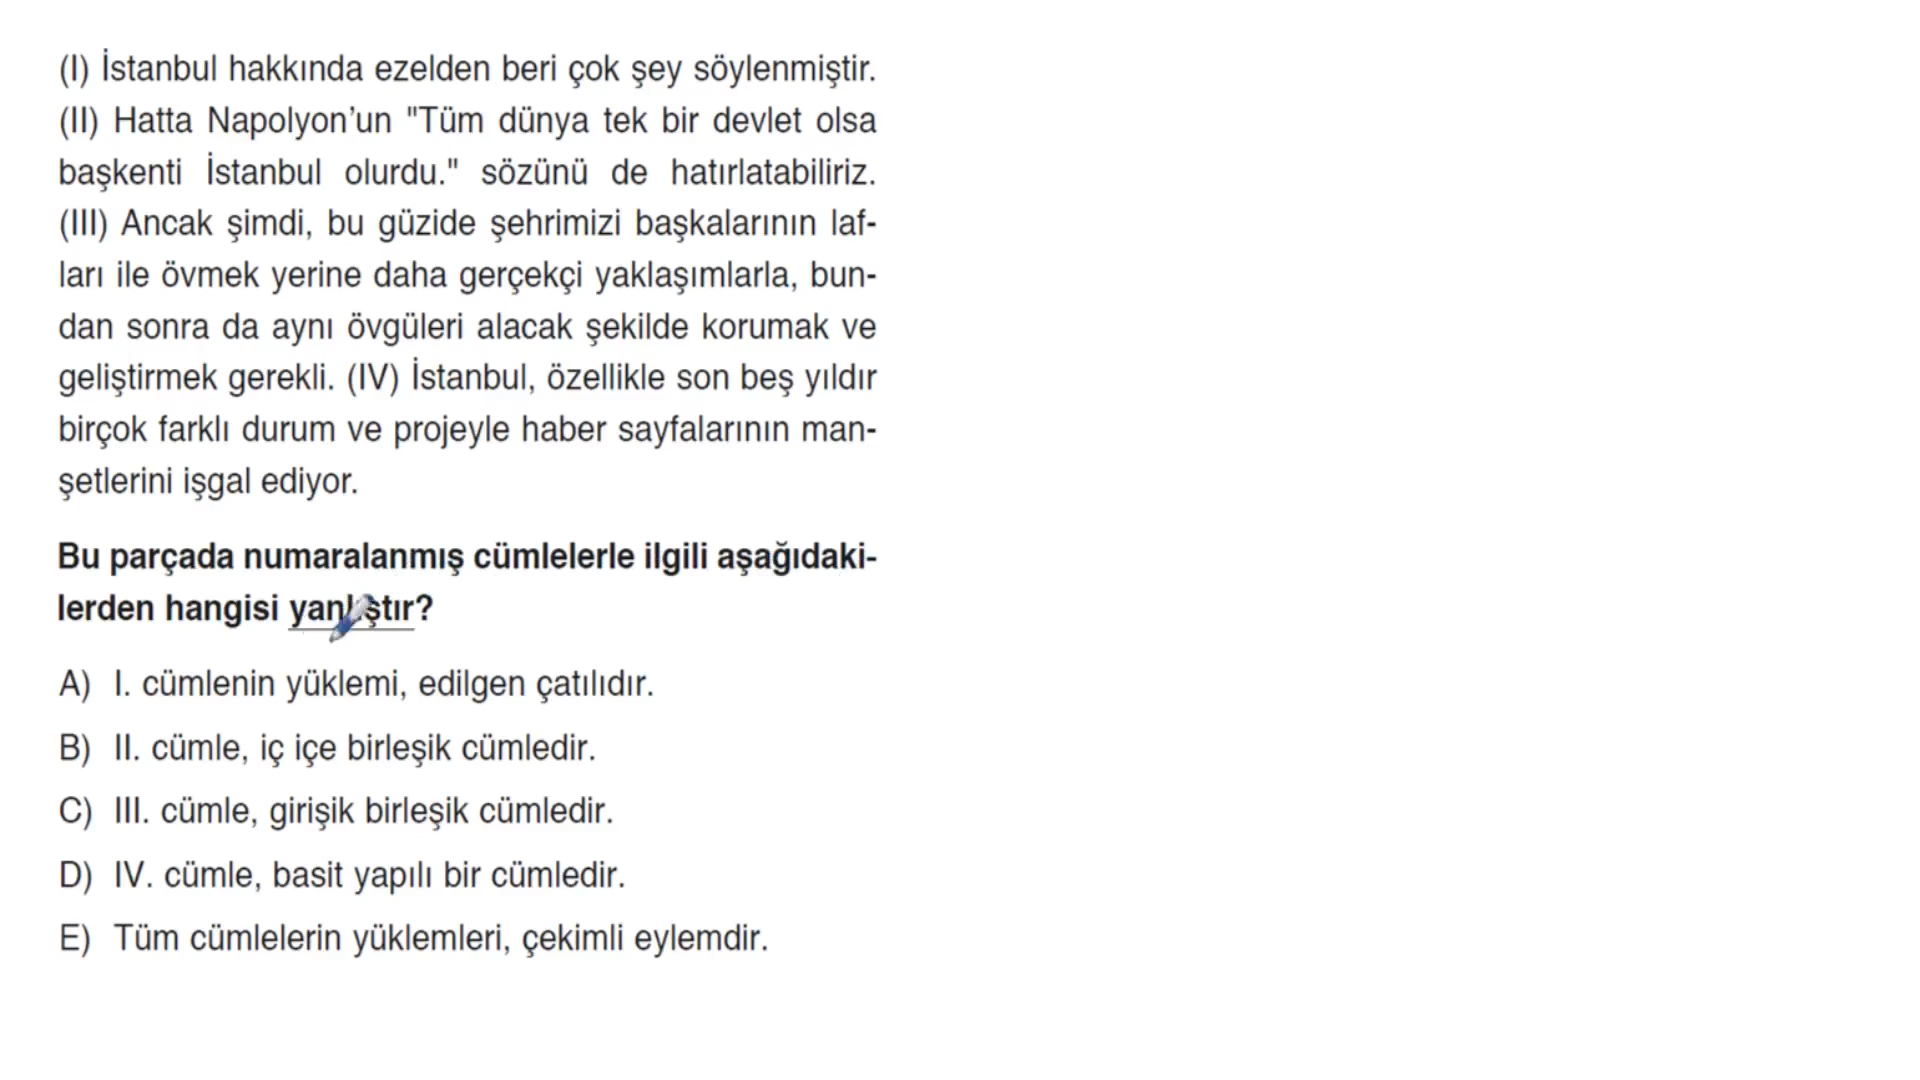 (I) İstanbul hakkında ezelden beri çok şey söylenmiştir.
(II) Hatta Napolyon’un "Tüm dünya tek bir devlet olsa
başkenti İstanbul olurdu." sözünü de hatırlatabiliriz.
(III) Ancak şimdi, bu güzide şehrimizi başkalarının laf-
ları ile övmek yerine daha gerçekçi yaklaşımlarla, bun-
dan sonra da aynı övgüleri alacak şekilde korumak ve
geliştirmek gerekli. (IV) İstanbul, özellikle son beş yıldır
birçok farklı durum ve projeyle haber sayfalarının man-
şetlerini işgal ediyor.
Bu parçada numaralanmış cümlelerle ilgili aşağıdaki-
lerden hangisi yanlıştır?
A) I. cümlenin yüklemi, edilgen çatılıdır.
B) II. cümle, iç içe birleşik cümledir.
C) III. cümle, girişik birleşik cümledir.
D) IV. cümle, basit yapılı bir cümledir.
E) Tüm cümlelerin yüklemleri, çekimli eylemdir.